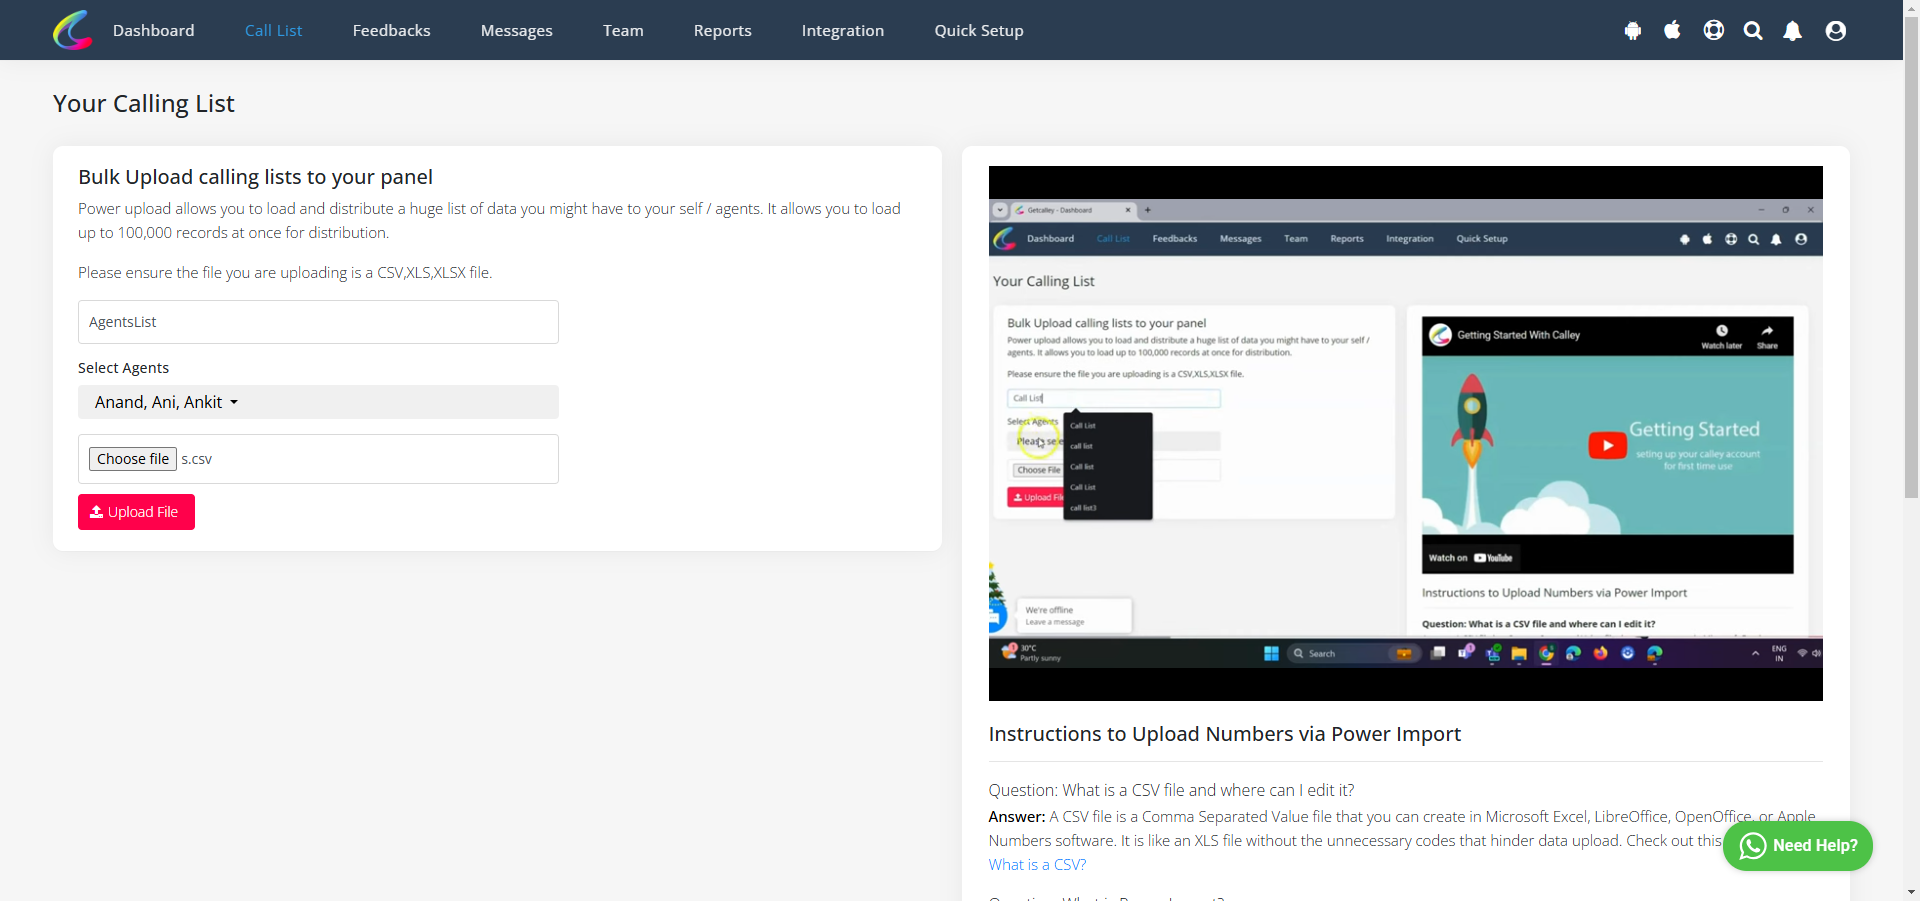 Dashboard
Call List
Feedbacks
Messages
Team
Reports
Integration
Quick Setup
Your Calling List
Bulk Upload calling lists to your panel
Power upload allows you to load and distribute a huge list of data you might have to your self / agents. It allows you to load
up to 100,000 records at once for distribution.
Please ensure the file you are uploading is a CSV,XLS,XLSX file.
AgentsList
Select Agents
Anand, Ani, Ankit
Choose file s.csv
Upload File
Getcalley - Dashboard
Dashboard
Call List
Feedbacks
Messages
Team
Reports
Integration
Quick Setup
Your Calling List
Bulk Upload calling lists to your panel
Power upload allows you to load and distribute a huge list of data you might have to your self /
agents. It allows you to load up to 100,000 records at once for distribution.
Please ensure the file you are uploading is a CSV,XLS,XLSX file.
Call List
Select Agents
Please sele
Choose File
Upload File
Call List
call list
Call list
Call List
call list3
We're offline
Leave a message
Getting Started With Calley
Watch later
Share
Getting Started
seting up your calley account
for first time use
Watch on YouTube
Instructions to Upload Numbers via Power Import
Question: What is a CSV file and where can I edit it?
30°C
Partly sunny
Search
ENG
IN
Instructions to Upload Numbers via Power Import
Question: What is a CSV file and where can I edit it?
Answer: A CSV file is a Comma Separated Value file that you can create in Microsoft Excel, LibreOffice, OpenOffice, or Apple
Numbers software. It is like an XLS file without the unnecessary codes that hinder data upload. Check out this
What is a CSV?
Need Help?